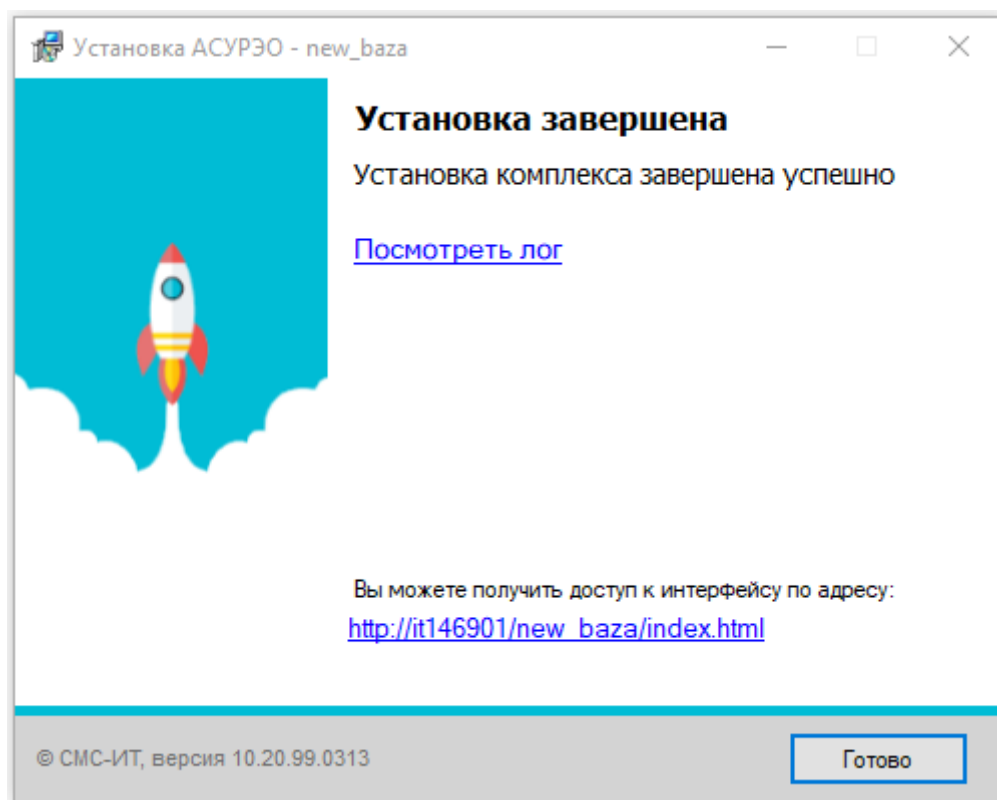 Установка АСУРЭО - new_baza
Установка завершена
Установка комплекса завершена успешно
Посмотреть лог
Вы можете получить доступ к интерфейсу по адресу:
http://it146901/new_baza/index.html
© СМС-ИТ, версия 10.20.99.0313
Готово